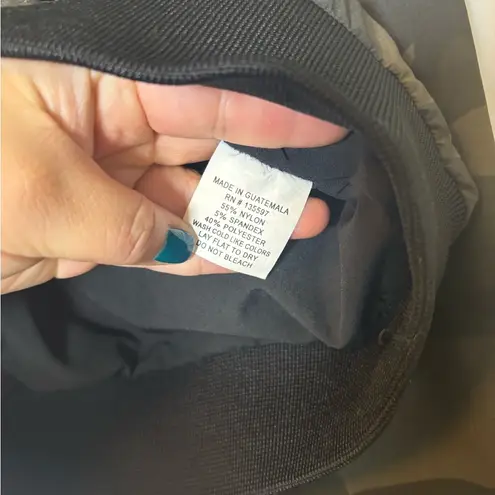 MADE IN GUATEMALA
RN # 135597
55% NYLON
5% SPANDEX
40% POLYESTER
WASH COLD LIKE COLORS
LAY FLAT TO DRY
DO NOT BLEACH